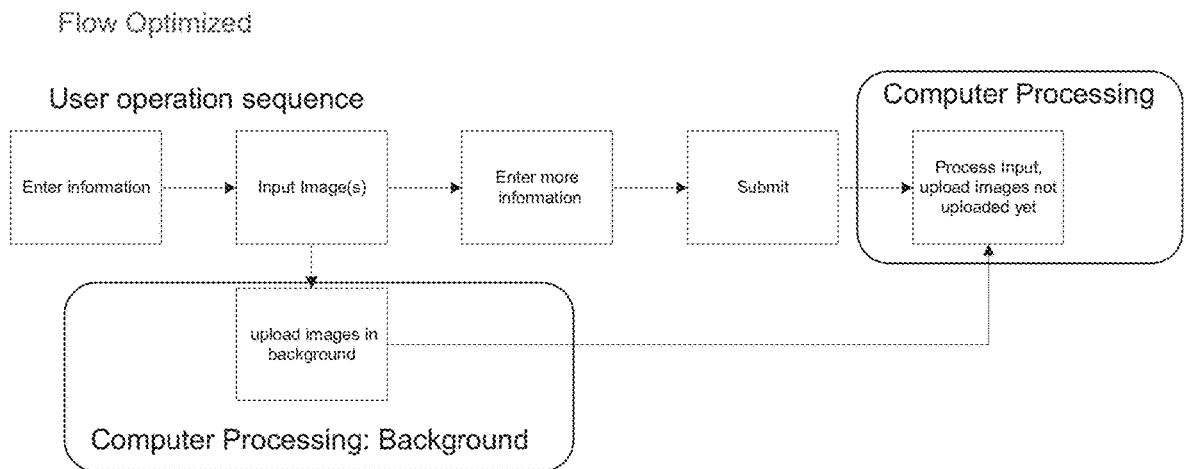 Flow Optimized
User operation sequence
Computer Processing
Enter information
Input Image(s)
Enter more
information
Submit
Process Input,
upload images not
uploaded yet
upload images in
background
Computer Processing: Background